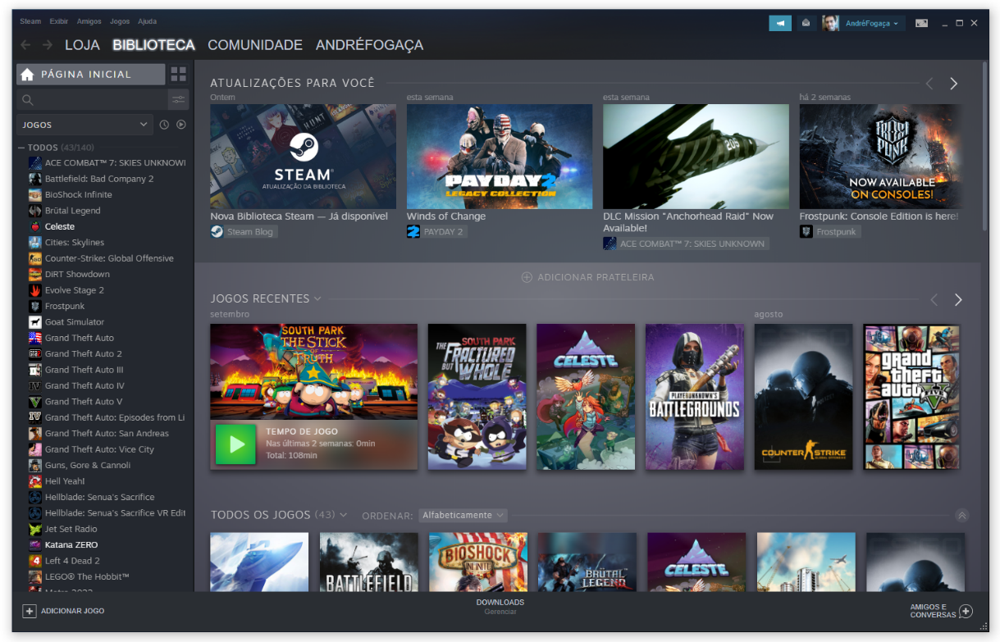 Steam Exibir Amigos Jogos Ajuda
AndréFogaça
LOJA BIBLIOTECA COMUNIDADE ANDRÉFOGAÇA
PÁGINA INICIAL
JOGOS
TODOS (43/140)
ACE COMBAT™ 7: SKIES UNKNOWI
Battlefield: Bad Company 2
BioShock Infinite
Brütal Legend
Celeste
Cities: Skylines
Counter-Strike: Global Offensive
DiRT Showdown
Evolve Stage 2
Frostpunk
Goat Simulator
Grand Theft Auto
Grand Theft Auto 2
Grand Theft Auto III
Grand Theft Auto IV
Grand Theft Auto V
Grand Theft Auto: Episodes from Li
Grand Theft Auto: San Andreas
Grand Theft Auto: Vice City
Guns, Gore & Cannoli
Hell Yeah!
Hellblade: Senua's Sacrifice
Hellblade: Senua's Sacrifice VR Edit
Jet Set Radio
Katana ZERO
Left 4 Dead 2
LEGO® The Hobbit™
Metro 2033
ATUALIZAÇÕES PARA VOCÊ
Ontem
esta semana
esta semana
há 2 semanas
STEAM®
ATUALIZAÇÃO DA BIBLIOTECA
PAYDAY 2
LEGACY COLLECTION
205
FROST PUNK
NOW AVAILABLE
ON CONSOLES!
Nova Biblioteca Steam — Já disponível
Steam Blog
Winds of Change
PAYDAY 2
DLC Mission "Anchorhead Raid" Now
Available!
ACE COMBAT™ 7: SKIES UNKNOWN
Frostpunk: Console Edition is here!
Frostpunk
ADICIONAR PRATELEIRA
JOGOS RECENTES
setembro
agosto
SOUTH PARK
THE STICK
OF
TRUTH
TEMPO DE JOGO
Nas últimas 2 semanas: 0min
Total: 108min
SOUTH PARK
THE
FRACTURED
BUT
WHOLE
CELESTE
PLAYERUNKNOWN'S
BATTLEGROUNDS
COUNTER STRIKE
GLOBAL OFFENSIVE
grand
theft
auto
V
FIVE
TODOS OS JOGOS (43)
ORDENAR: Alfabeticamente
BATTLEFIELD
BIOSHOCK
INFINITE
BRÜTAL
LEGEND
CELESTE
ADICIONAR JOGO
DOWNLOADS
Gerenciar
AMIGOS E
CONVERSAS